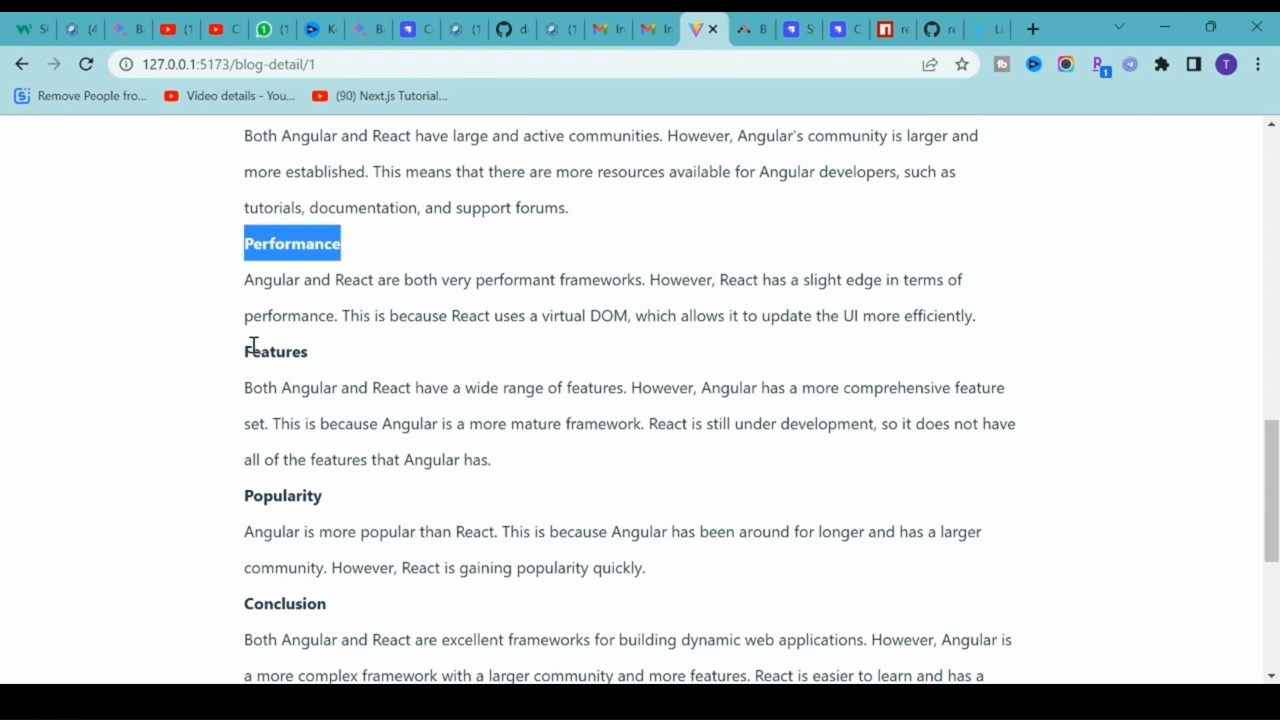 127.0.0.1:5173/blog-detail/1
Remove People fro... Video details - You... (90) Next.js Tutorial...
Both Angular and React have large and active communities. However, Angular's community is larger and
more established. This means that there are more resources available for Angular developers, such as
tutorials, documentation, and support forums.
Performance
Angular and React are both very performant frameworks. However, React has a slight edge in terms of
performance. This is because React uses a virtual DOM, which allows it to update the UI more efficiently.
Features
Both Angular and React have a wide range of features. However, Angular has a more comprehensive feature
set. This is because Angular is a more mature framework. React is still under development, so it does not have
all of the features that Angular has.
Popularity
Angular is more popular than React. This is because Angular has been around for longer and has a larger
community. However, React is gaining popularity quickly.
Conclusion
Both Angular and React are excellent frameworks for building dynamic web applications. However, Angular is
a more complex framework with a larger community and more features. React is easier to learn and has a